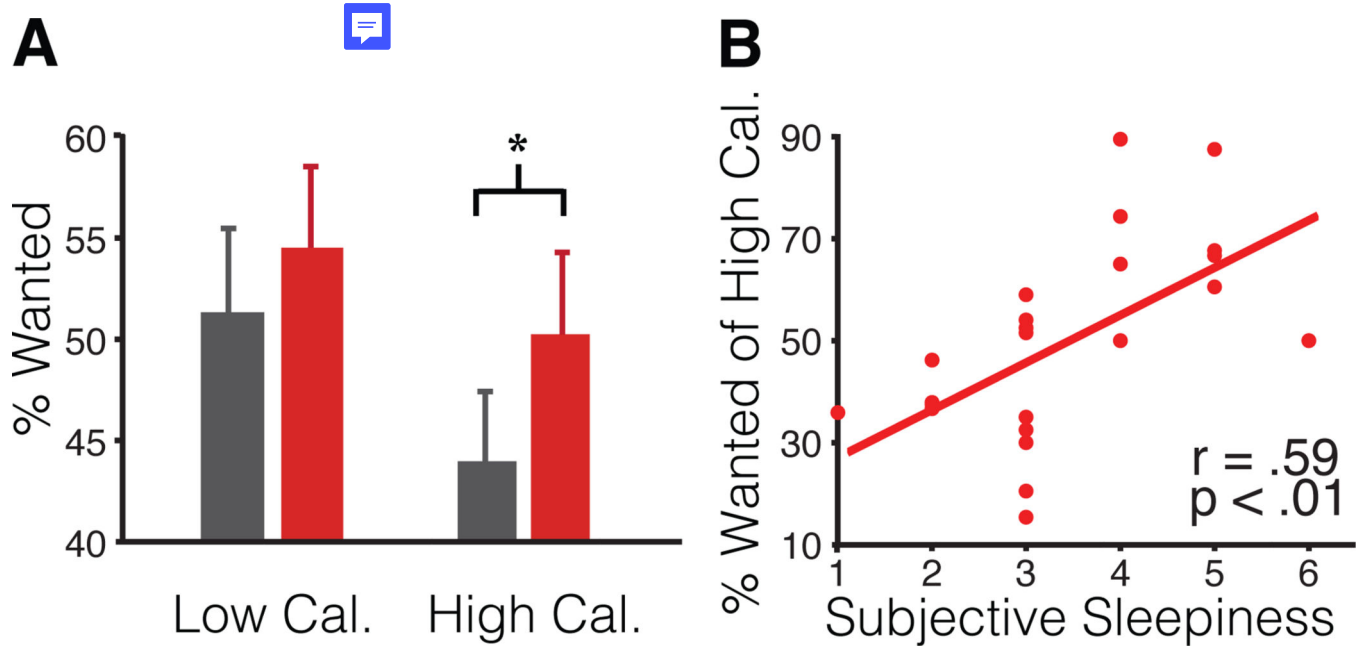 A
% Wanted
60
55
50
45
40
*
Low Cal.
High Cal.
B
% Wanted of High Cal.
90
70
50
30
10
r = .59
p < .01
1 2 3 4 5 6
Subjective Sleepiness